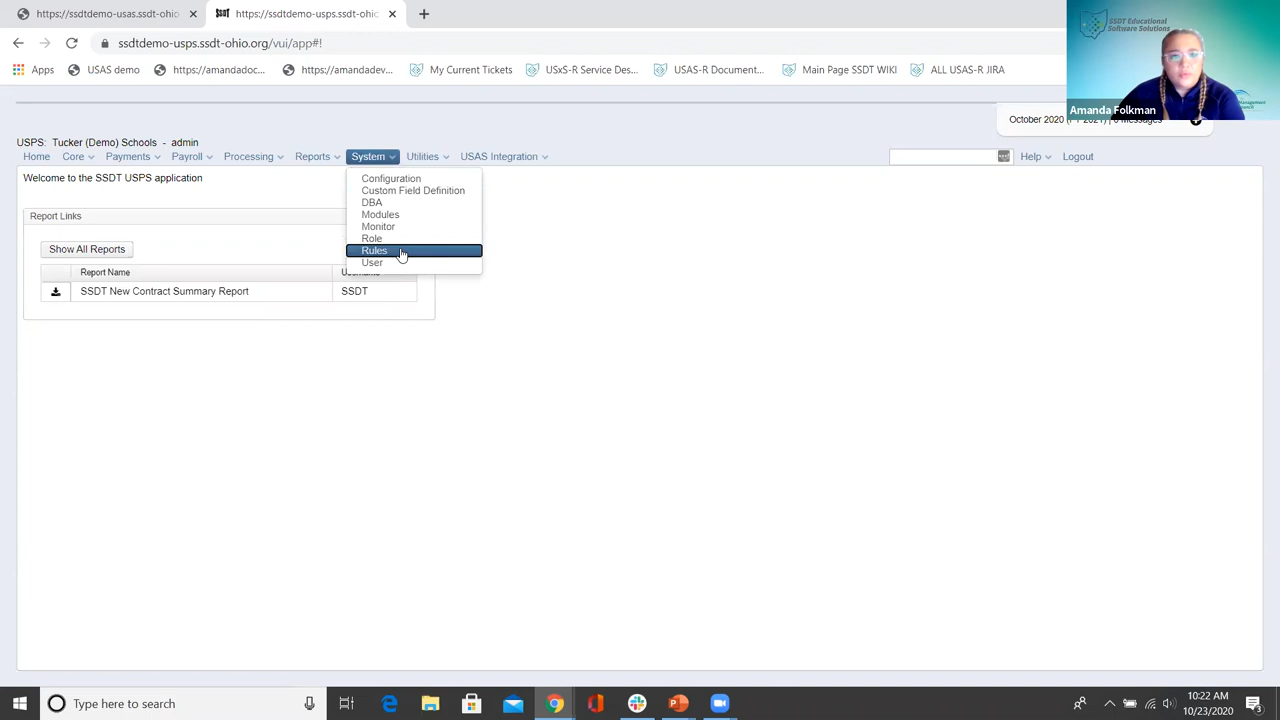 https://ssdtdemo-usas.ssdt-ohio
https://ssdtdemo-usps.ssdt-ohio
SSDT Educational
Software Solutions
ssdtdemo-usps.ssdt-ohio.org/vui/app#!
Apps
USAS demo
https://amandadoc...
https://amandadev...
My Current Tickets
USxS-R Service Des...
USAS-R Document...
Main Page SSDT WIKI
ALL USAS-R JIRA
Amanda Folkman
October 2020
USPS: Tucker (Demo) Schools - admin
Home Core Payments Payroll Processing Reports System Utilities USAS Integration Help Logout
Welcome to the SSDT USPS application
Configuration
Custom Field Definition
DBA
Modules
Monitor
Role
Rules
User
Report Links
Show All Reports
Report Name
Username
SSDT New Contract Summary Report
SSDT
Type here to search
10:22 AM
10/23/2020